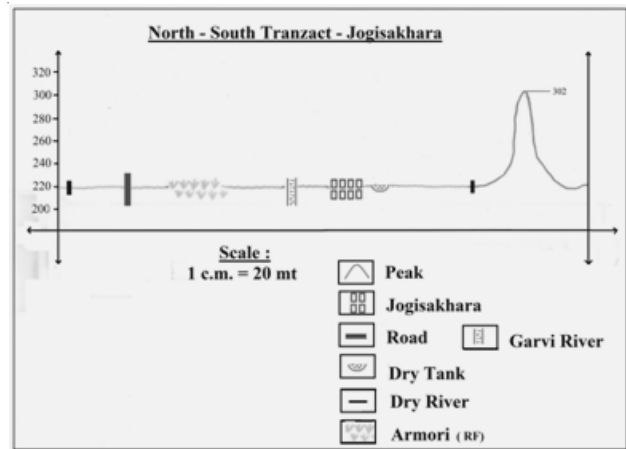 North - South Tranzact - Jogisakhara
320
300
280
260
240
220
200
302
Scale :
1 c.m. = 20 mt
Peak
Jogisakhara
Road
Garvi River
Dry Tank
Dry River
Armori ( RF)